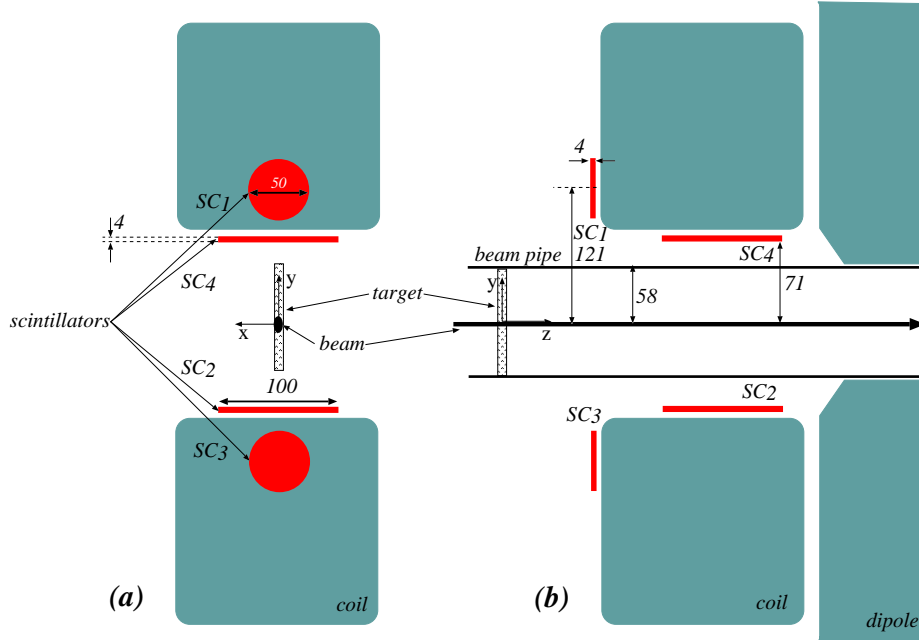 50
SC1
4
SC4
y
target
x
beam
scintillators
SC2
100
SC3
(a)
coil
4
SC1
121
SC4
beam pipe
y
58
71
z
SC2
SC3
(b)
coil
dipole